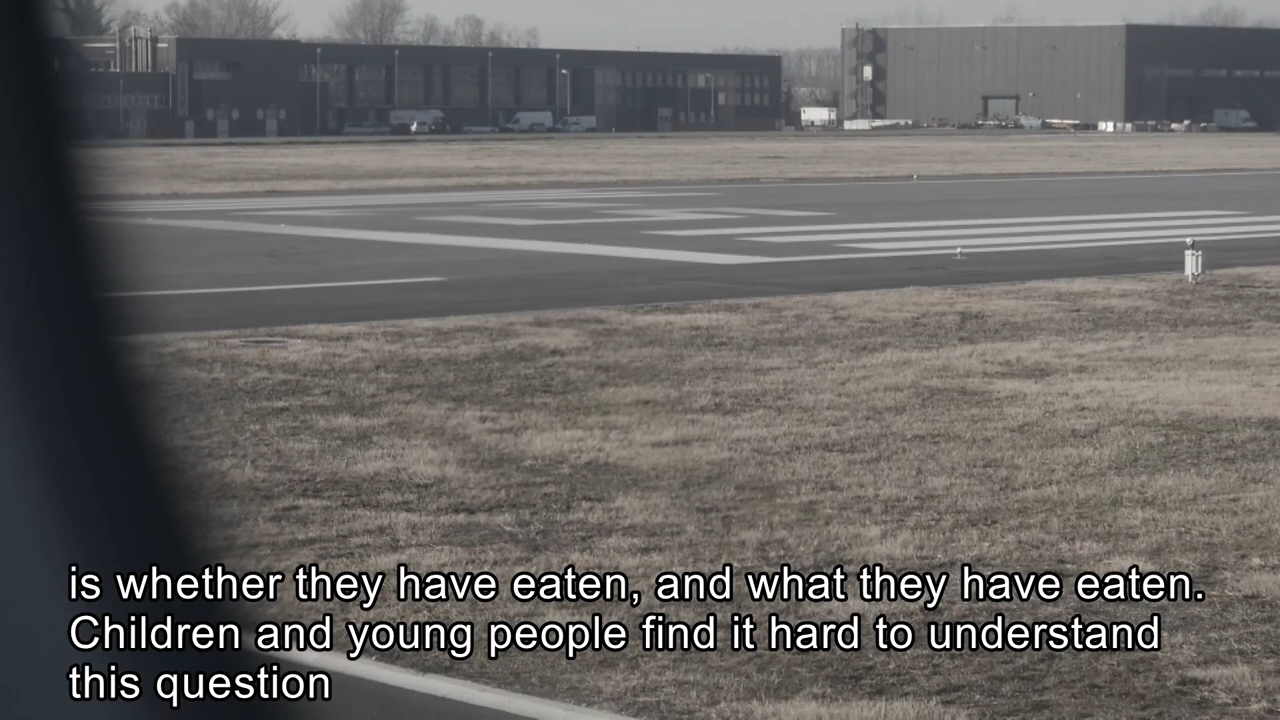 is whether they have eaten, and what they have eaten.
Children and young people find it hard to understand
this question